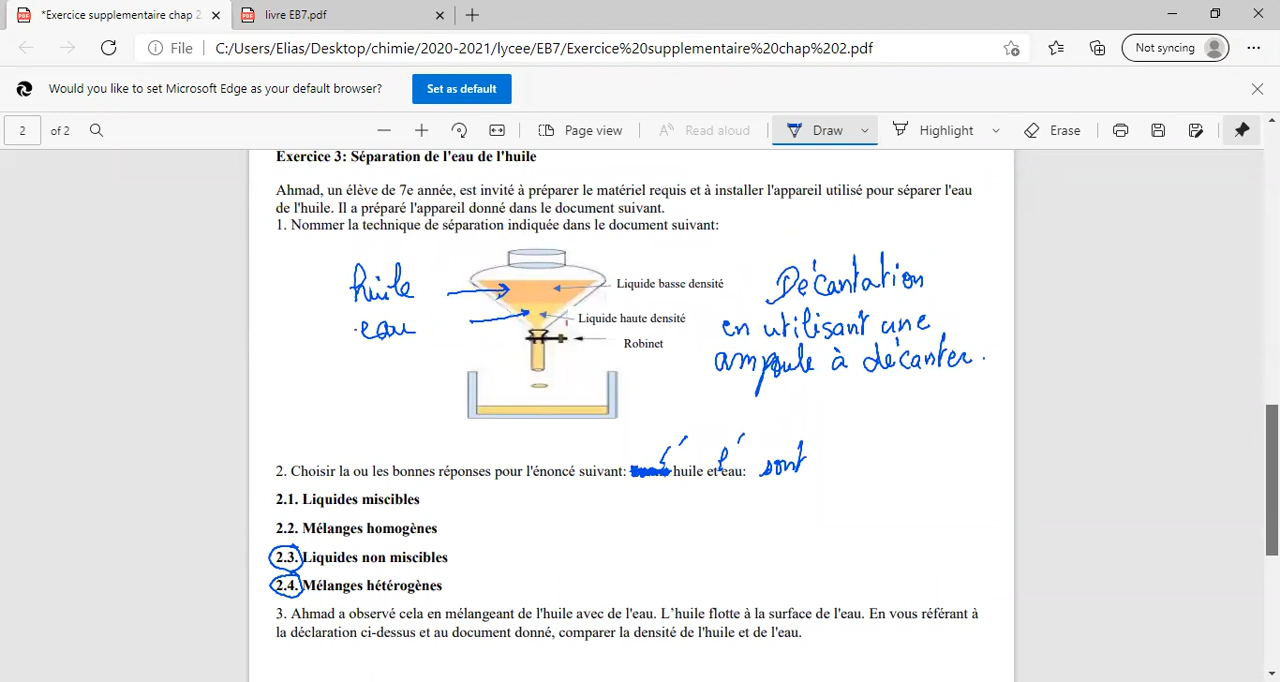 *Exercice supplementaire chap 2.
livre EB7.pdf
File
C:/Users/Elias/Desktop/chimie/2020-2021/lycee/EB7/Exercice%20supplementaire%20chap%202.pdf
Not syncing
Would you like to set Microsoft Edge as your default browser?
Set as default
2
of 2
Page view
Read aloud
Draw
Highlight
Erase
Exercice 3: Séparation de l'eau de l'huile
Ahmad, un élève de 7e année, est invité à préparer le matériel requis et à installer l'appareil utilisé pour séparer l'eau
de l'huile. Il a préparé l'appareil donné dans le document suivant.
1. Nommer la technique de séparation indiquée dans le document suivant:
huile
eau
Liquide basse densité
Liquide haute densité
Robinet
Décantation
en utilisant une
ampoule à décanter.
2. Choisir la ou les bonnes réponses pour l'énoncé suivant: l'huile et l'eau: sont
2.1. Liquides miscibles
2.2. Mélanges homogènes
2.3. Liquides non miscibles
2.4. Mélanges hétérogènes
3. Ahmad a observé cela en mélangeant de l'huile avec de l'eau. L'huile flotte à la surface de l'eau. En vous référant à
la déclaration ci-dessus et au document donné, comparer la densité de l'huile et de l'eau.